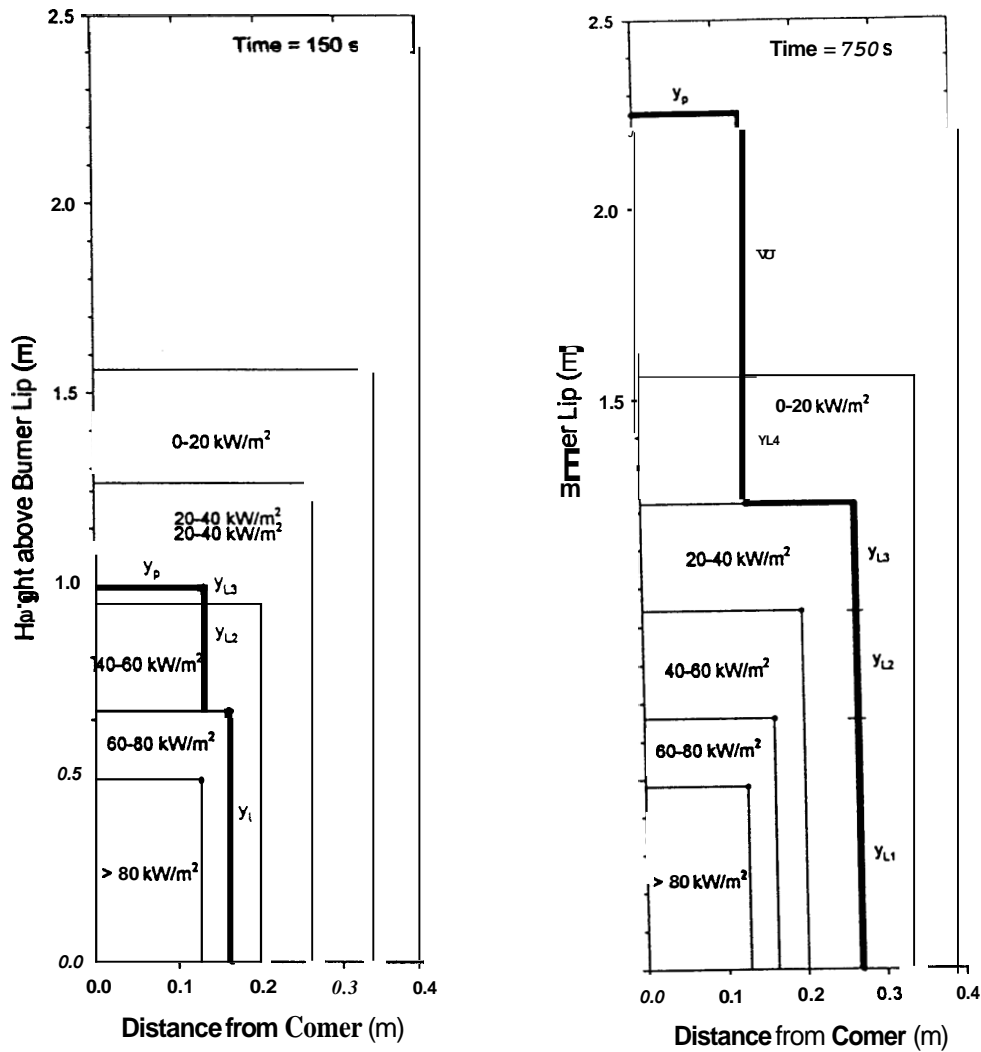 2.5
Time = 150 s
2.0
1.5
1.0
0.5
0.0
0-20 kW/m²
20-40 kW/m²
20-40 kW/m²
y_p
y_L3
y_L2
40-60 kW/m²
60-80 kW/m²
y_i
> 80 kW/m²
0.0 0.1 0.2 0.3 0.4
Distance from Comer (m)
2.5
Time = 750 s
y_p
2.0
1.5
0-20 kW/m²
YL4
20-40 kW/m²
y_L3
40-60 kW/m²
y_L2
60-80 kW/m²
> 80 kW/m²
y_L1
0.0 0.1 0.2 0.3 0.4
Distance from Comer (m)